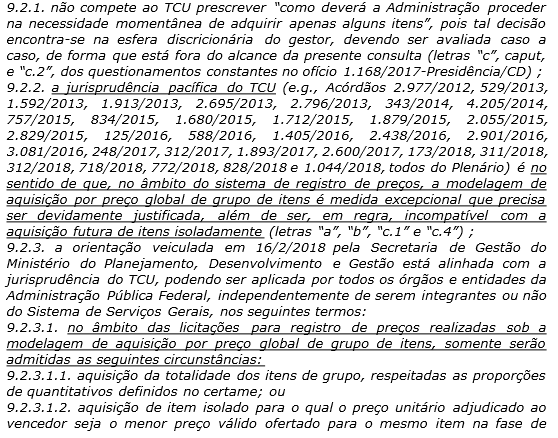 9.2.1. não compete ao TCU prescrever “como deverá a Administração proceder
na necessidade momentânea de adquirir apenas alguns itens”, pois tal decisão
encontra-se na esfera discricionária do gestor, devendo ser avaliada caso a
caso, de forma que está fora do alcance da presente consulta (letras “c”, caput,
e “c.2”, dos questionamentos constantes no ofício 1.168/2017-Presidência/CD) ;
9.2.2. a jurisprudência pacífica do TCU (e.g., Acórdãos 2.977/2012, 529/2013,
1.592/2013, 1.913/2013, 2.695/2013, 2.796/2013, 343/2014, 4.205/2014,
757/2015, 834/2015, 1.680/2015, 1.712/2015, 1.879/2015, 2.055/2015,
2.829/2015, 125/2016, 588/2016, 1.405/2016, 2.438/2016, 2.901/2016,
3.081/2016, 248/2017, 312/2017, 1.893/2017, 2.600/2017, 173/2018, 311/2018,
312/2018, 718/2018, 772/2018, 828/2018 e 1.044/2018, todos do Plenário) é no
sentido de que, no âmbito do sistema de registro de preços, a modelagem de
aquisição por preço global de grupo de itens é medida excepcional que precisa
ser devidamente justificada, além de ser, em regra, incompatível com a
aquisição futura de itens isoladamente (letras “a”, “b”, “c.1” e “c.4”) ;
9.2.3. a orientação veiculada em 16/2/2018 pela Secretaria de Gestão do
Ministério do Planejamento, Desenvolvimento e Gestão está alinhada com a
jurisprudência do TCU, podendo ser aplicada por todos os órgãos e entidades da
Administração Pública Federal, independentemente de serem integrantes ou não
do Sistema de Serviços Gerais, nos seguintes termos:
9.2.3.1. no âmbito das licitações para registro de preços realizadas sob a
modelagem de aquisição por preço global de grupo de itens, somente serão
admitidas as seguintes circunstâncias:
9.2.3.1.1. aquisição da totalidade dos itens de grupo, respeitadas as proporções
de quantitativos definidos no certame; ou
9.2.3.1.2. aquisição de item isolado para o qual o preço unitário adjudicado ao
vencedor seja o menor preço válido ofertado para o mesmo item na fase de